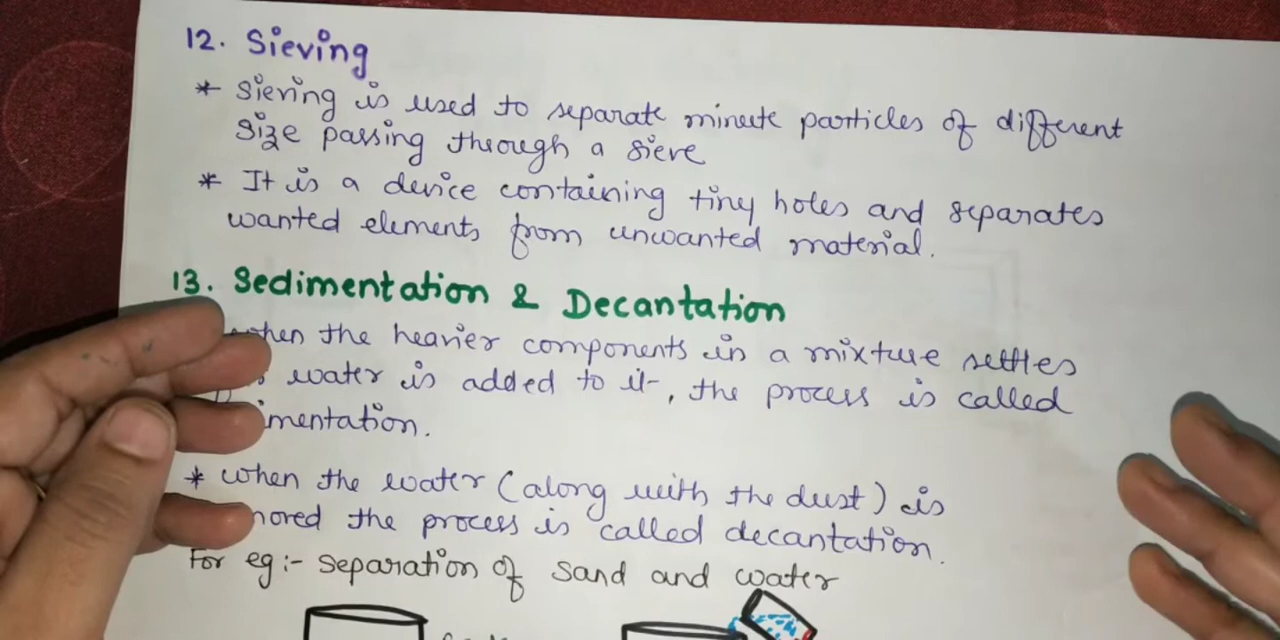 12. Sieving
* Sieving is used to separate minute particles of different
Size passing through a sieve
* It is a device containing tiny holes and separates
wanted elements from unwanted material.
13. Sedimentation & Decantation
when the heavier components in a mixture settles
water is added to it, the process is called
imentation.
* when the water (along with the dust) is
moved the process is called decantation.
For eg:- Separation of sand and water